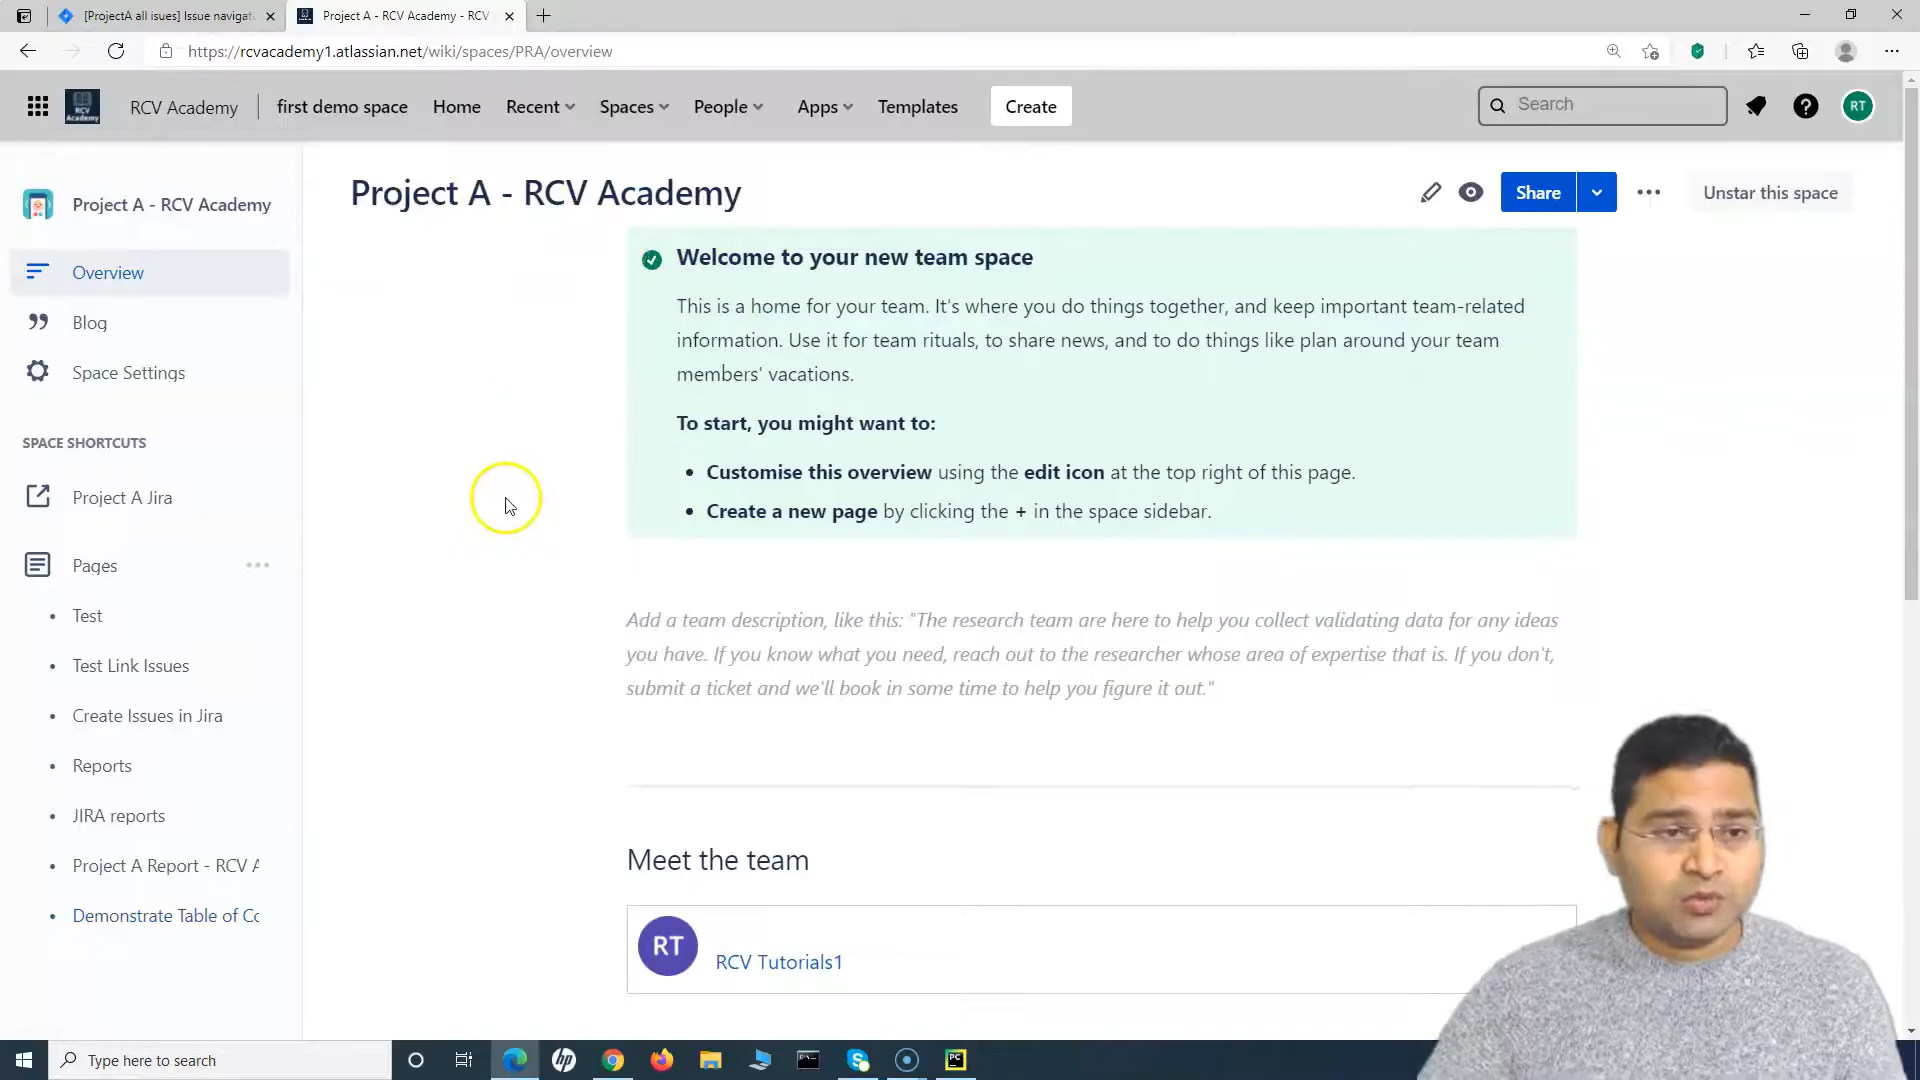 [ProjectA all isues] Issue navigat
Project A - RCV Academy - RCV
https://rcvacademy1.atlassian.net/wiki/spaces/PRA/overview
RCV Academy
RCV Academy
first demo space
Home
Recent
Spaces
People
Apps
Templates
Create
Search
RT
Project A - RCV Academy
Overview
Blog
Space Settings
SPACE SHORTCUTS
Project A Jira
Pages
Test
Test Link Issues
Create Issues in Jira
Reports
JIRA reports
Project A Report - RCV A
Demonstrate Table of Co
Project A - RCV Academy
Share
Unstar this space
Welcome to your new team space
This is a home for your team. It's where you do things together, and keep important team-related
information. Use it for team rituals, to share news, and to do things like plan around your team
members' vacations.
To start, you might want to:
• Customise this overview using the edit icon at the top right of this page.
• Create a new page by clicking the + in the space sidebar.
Add a team description, like this: "The research team are here to help you collect validating data for any ideas
you have. If you know what you need, reach out to the researcher whose area of expertise that is. If you don't,
submit a ticket and we'll book in some time to help you figure it out."
Meet the team
RT
RCV Tutorials1
Type here to search
hp
PC